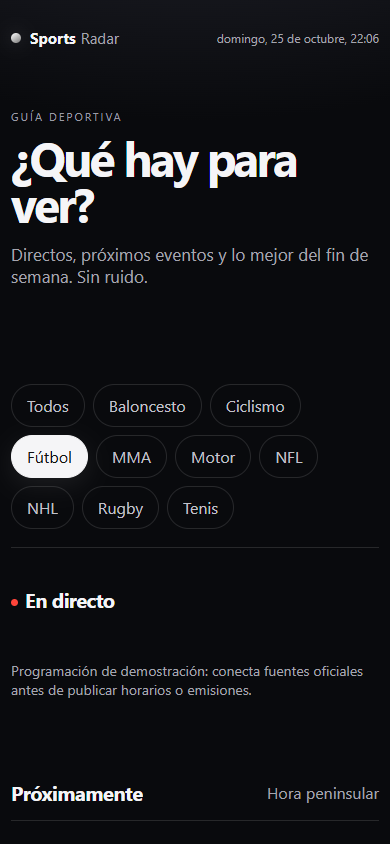 Sports Radar
domingo, 25 de octubre, 22:06
GUÍA DEPORTIVA
¿Qué hay para
ver?
Directos, próximos eventos y lo mejor del fin de
semana. Sin ruido.
Todos
Baloncesto
Ciclismo
Fútbol
MMA
Motor
NFL
NHL
Rugby
Tenis
En directo
Programación de demostración: conecta fuentes oficiales
antes de publicar horarios o emisiones.
Próximamente
Hora peninsular